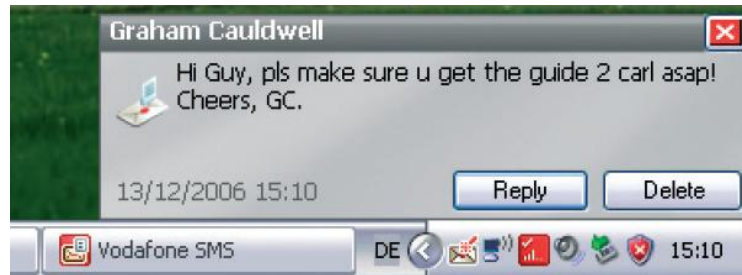 Graham Cauldwell
Hi Guy, pls make sure u get the guide 2 carl asap!
Cheers, GC.
13/12/2006 15:10
Reply
Delete
Vodafone SMS
DE
15:10